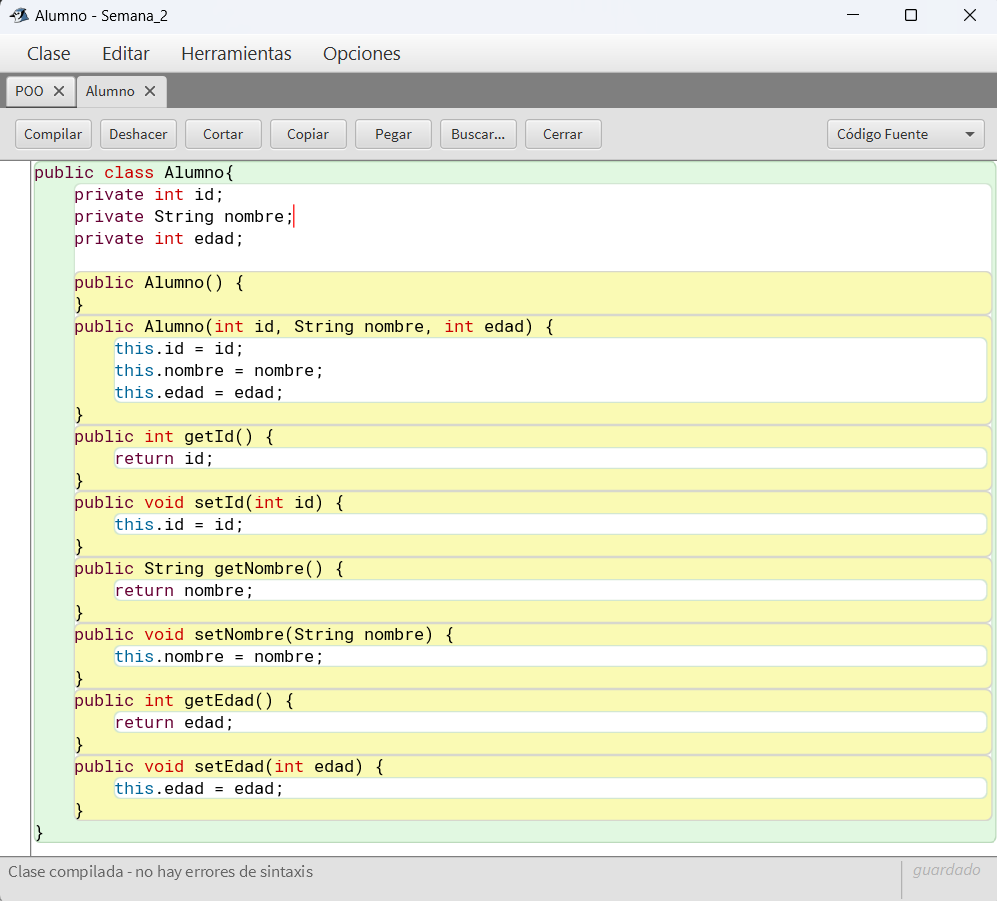 Alumno - Semana_2
Clase Editar Herramientas Opciones
POO Alumno
Compilar Deshacer Cortar Copiar Pegar Buscar... Cerrar Código Fuente
public class Alumno{
    private int id;
    private String nombre;
    private int edad;

    public Alumno() {
    }
    public Alumno(int id, String nombre, int edad) {
        this.id = id;
        this.nombre = nombre;
        this.edad = edad;
    }
    public int getId() {
        return id;
    }
    public void setId(int id) {
        this.id = id;
    }
    public String getNombre() {
        return nombre;
    }
    public void setNombre(String nombre) {
        this.nombre = nombre;
    }
    public int getEdad() {
        return edad;
    }
    public void setEdad(int edad) {
        this.edad = edad;
    }
}
Clase compilada - no hay errores de sintaxis guardado